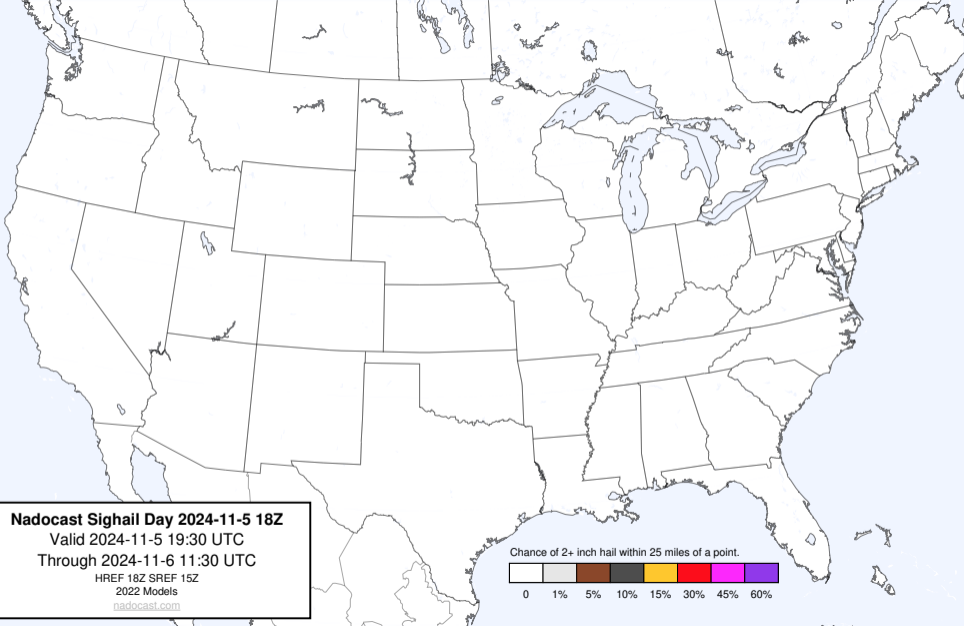 Nadocast Sighail Day 2024-11-5 18Z
Valid 2024-11-5 19:30 UTC
Through 2024-11-6 11:30 UTC
HREF 18Z SREF 15Z
2022 Models
nadocast.com
Chance of 2+ inch hail within 25 miles of a point.
0 1% 5% 10% 15% 30% 45% 60%